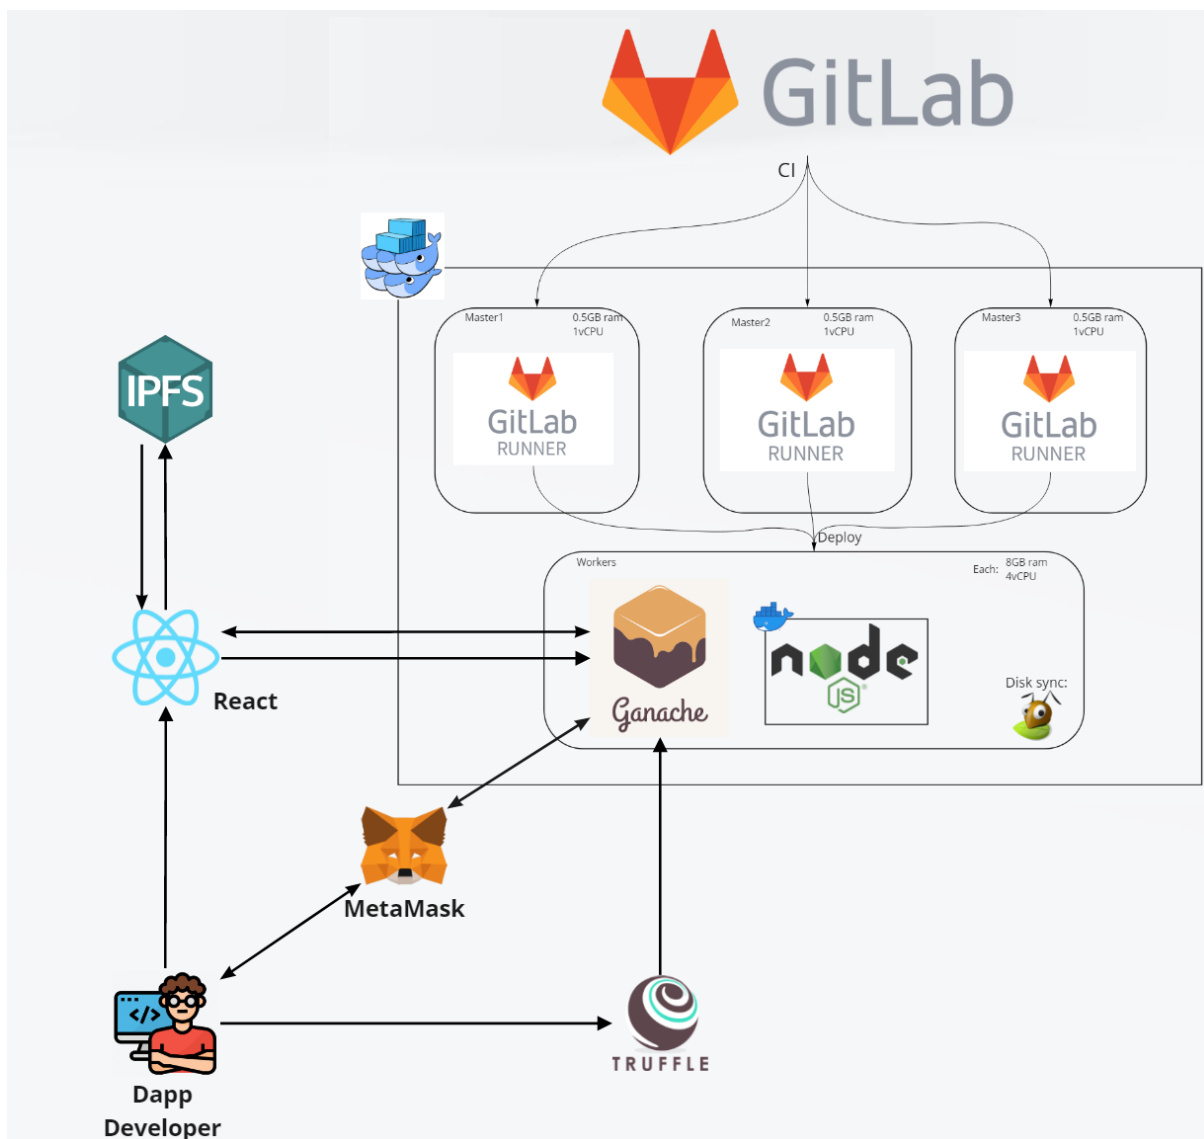 GitLab
CI
Master1
0.5GB ram
1vCPU
Master2
0.5GB ram
1vCPU
Master3
0.5GB ram
1vCPU
GitLab
RUNNER
GitLab
RUNNER
GitLab
RUNNER
IPFS
Deploy
Workers
Each:
8GB ram
4vCPU
Ganache
node
JS
®
Disk sync:
React
MetaMask
</>
TRUFFLE
Dapp
Developer